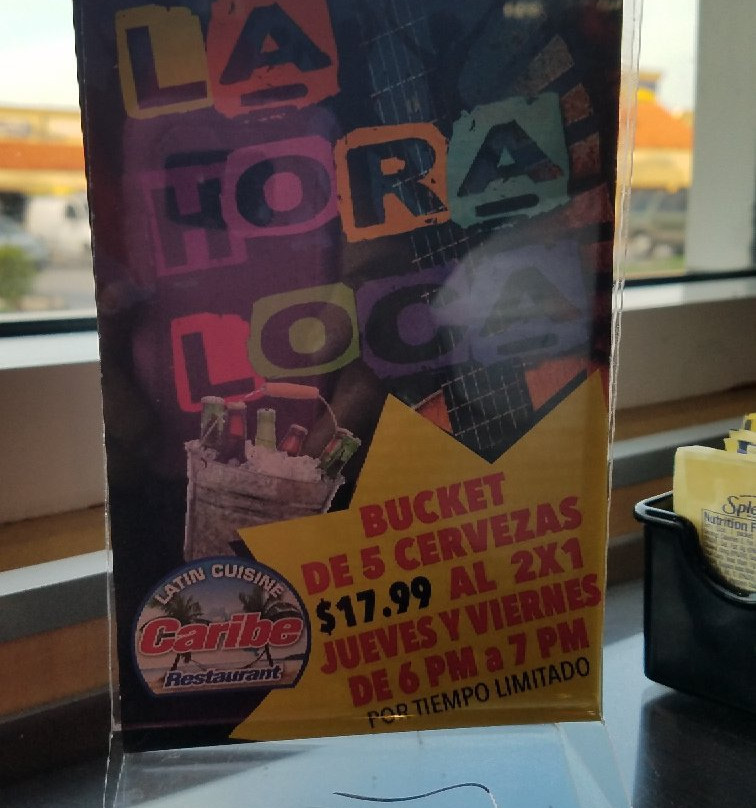 LA
HORA
LOCA
BUCKET
DE 5 CERVEZAS
$17.99 AL 2X1
JUEVES Y VIERNES
DE 6 PM a 7 PM
POR TIEMPO LIMITADO
LATIN CUISINE
Caribe
Restaurant
Nutrition